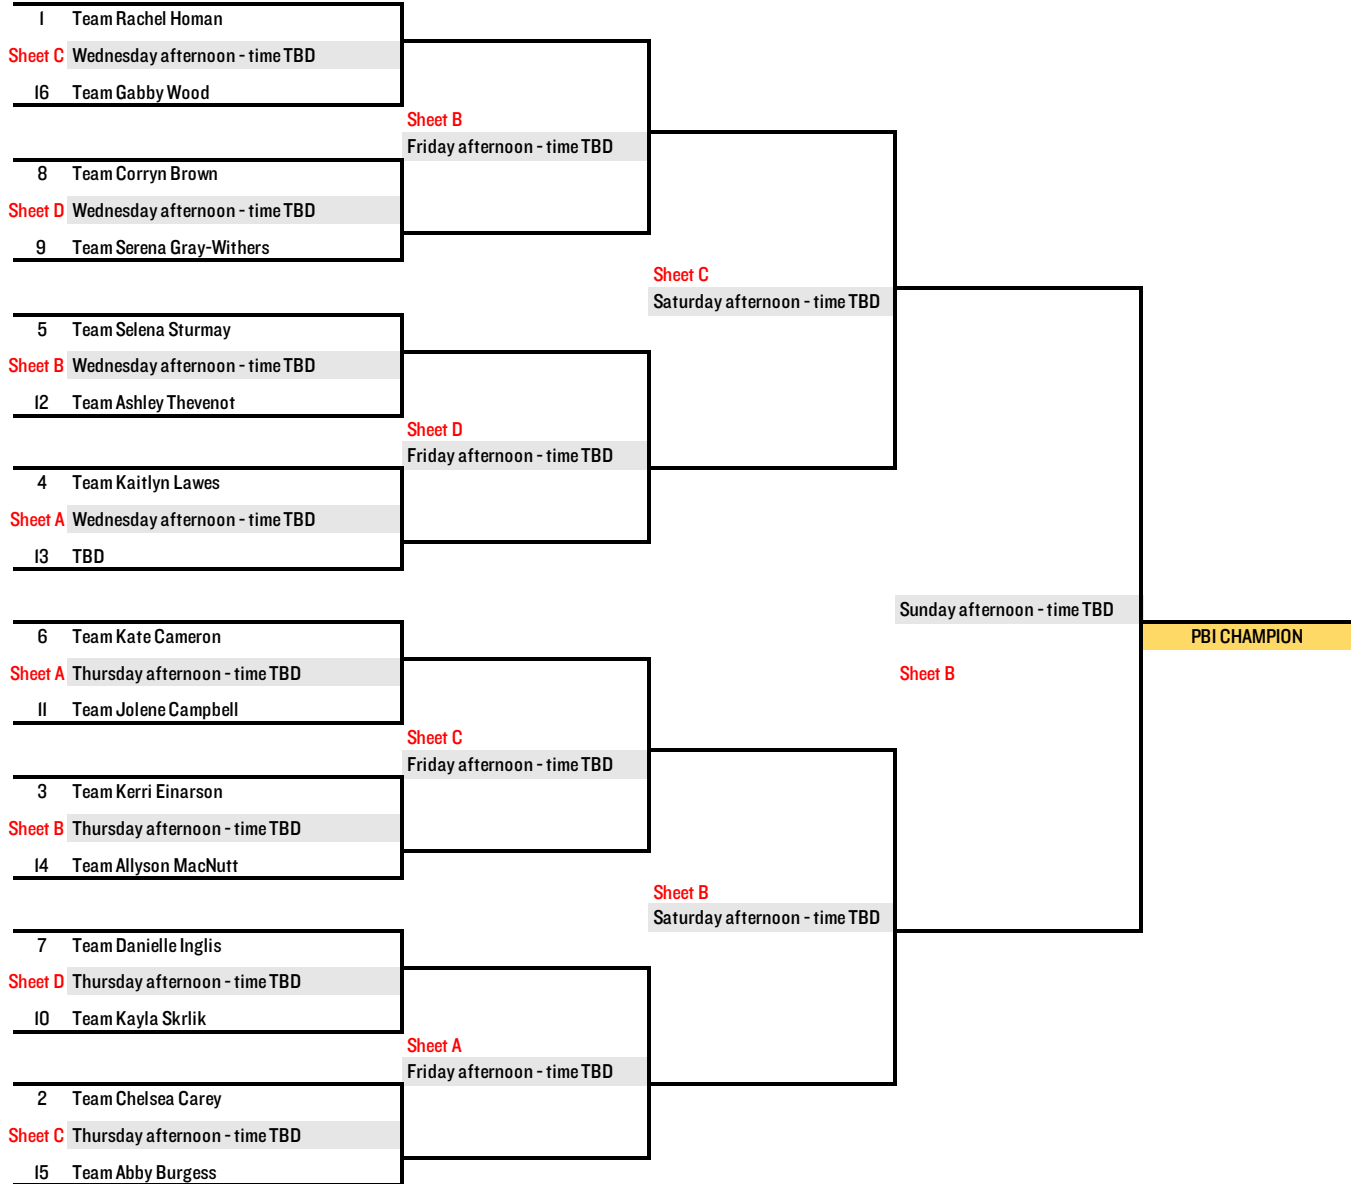 1 Team Rachel Homan
Sheet C Wednesday afternoon - time TBD
16 Team Gabby Wood
Sheet B
Friday afternoon - time TBD
8 Team Corryn Brown
Sheet D Wednesday afternoon - time TBD
9 Team Serena Gray-Withers
Sheet C
Saturday afternoon - time TBD
5 Team Selena Sturmay
Sheet B Wednesday afternoon - time TBD
12 Team Ashley Thevenot
Sheet D
Friday afternoon - time TBD
4 Team Kaitlyn Lawes
Sheet A Wednesday afternoon - time TBD
13 TBD
Sunday afternoon - time TBD
PBI CHAMPION
Sheet B
6 Team Kate Cameron
Sheet A Thursday afternoon - time TBD
11 Team Jolene Campbell
Sheet C
Friday afternoon - time TBD
3 Team Kerri Einarson
Sheet B Thursday afternoon - time TBD
14 Team Allyson MacNutt
Sheet B
Saturday afternoon - time TBD
7 Team Danielle Inglis
Sheet D Thursday afternoon - time TBD
10 Team Kayla Skrlik
Sheet A
Friday afternoon - time TBD
2 Team Chelsea Carey
Sheet C Thursday afternoon - time TBD
15 Team Abby Burgess